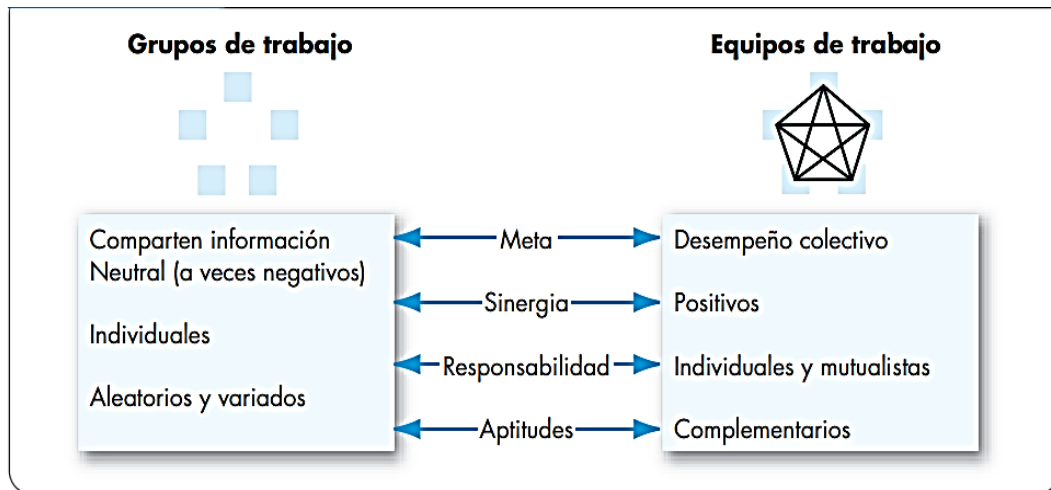 Grupos de trabajo
Equipos de trabajo
Comparten información
Neutral (a veces negativos)
Individuales
Aleatorios y variados
Meta
Sinergia
Responsabilidad
Aptitudes
Desempeño colectivo
Positivos
Individuales y mutualistas
Complementarios